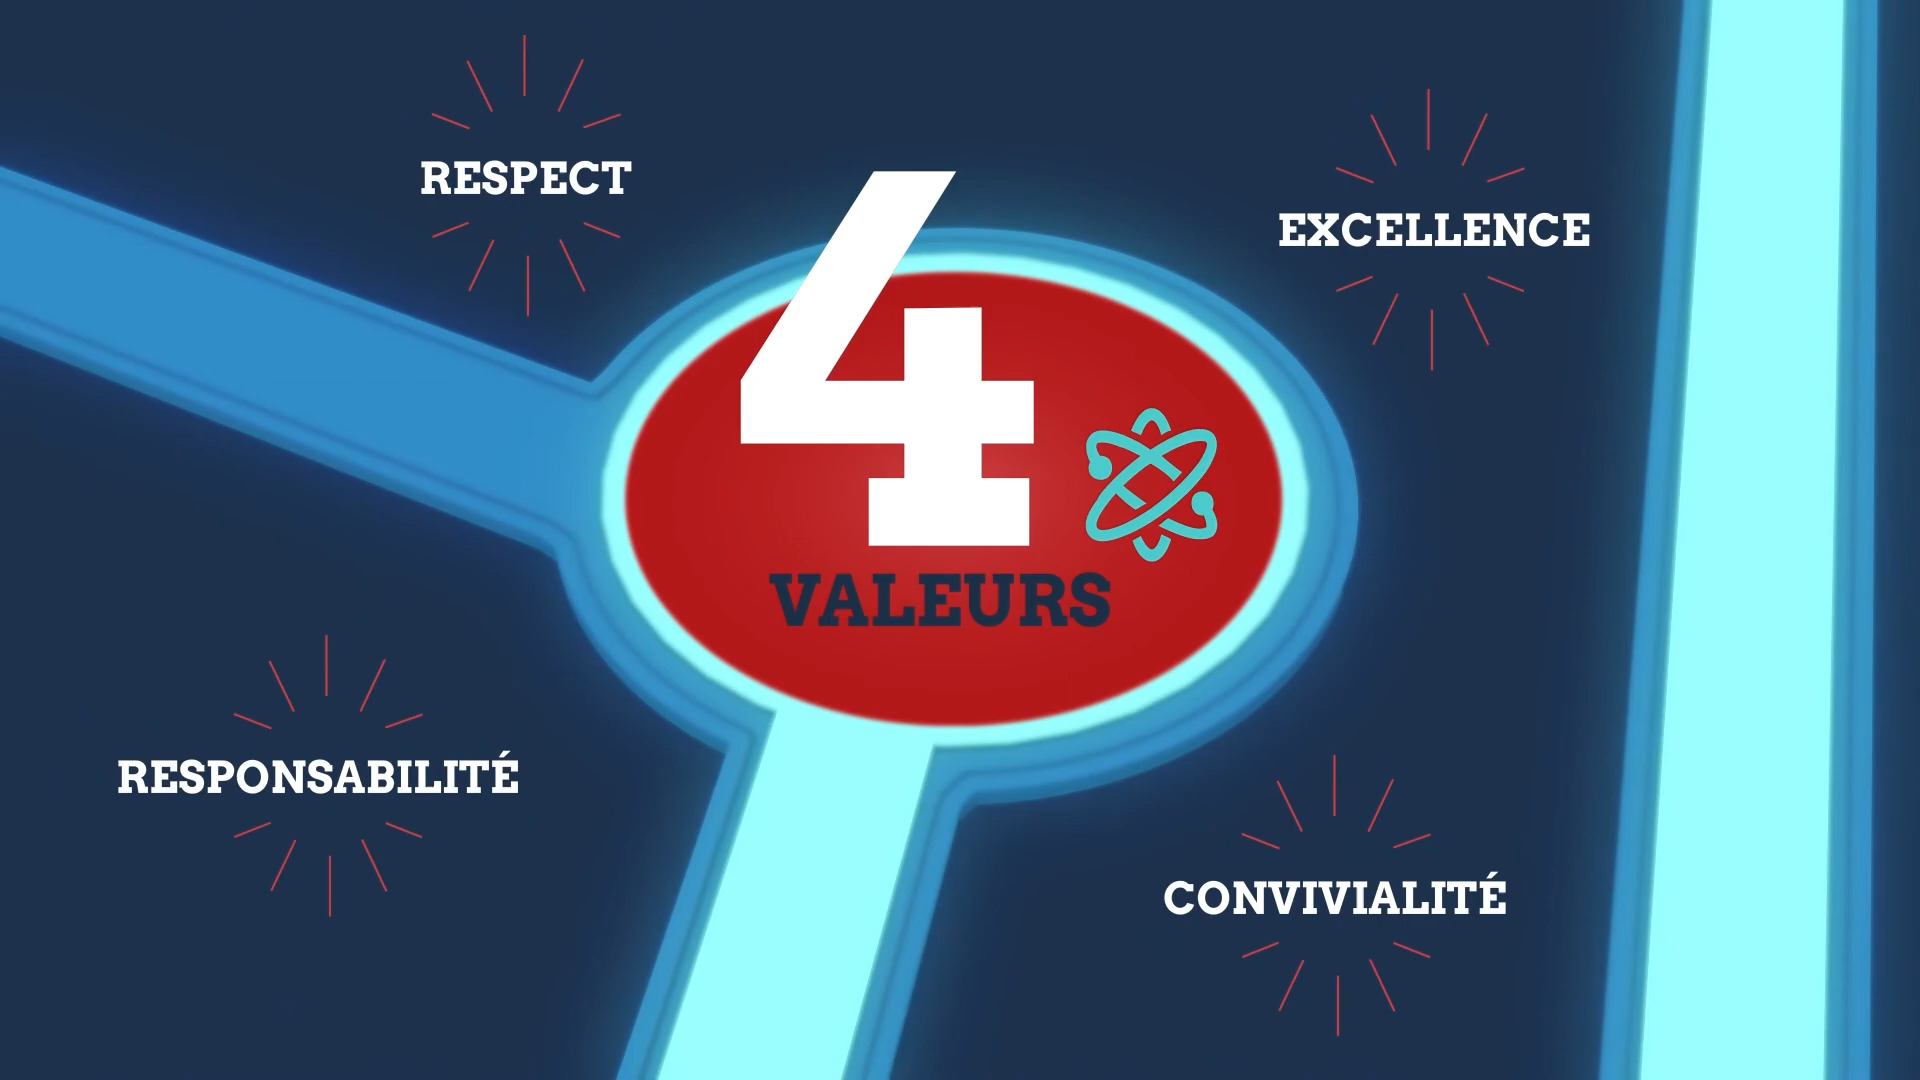 RESPECT
EXCELLENCE
4
VALEURS
RESPONSABILITÉ
CONVIVIALITÉ